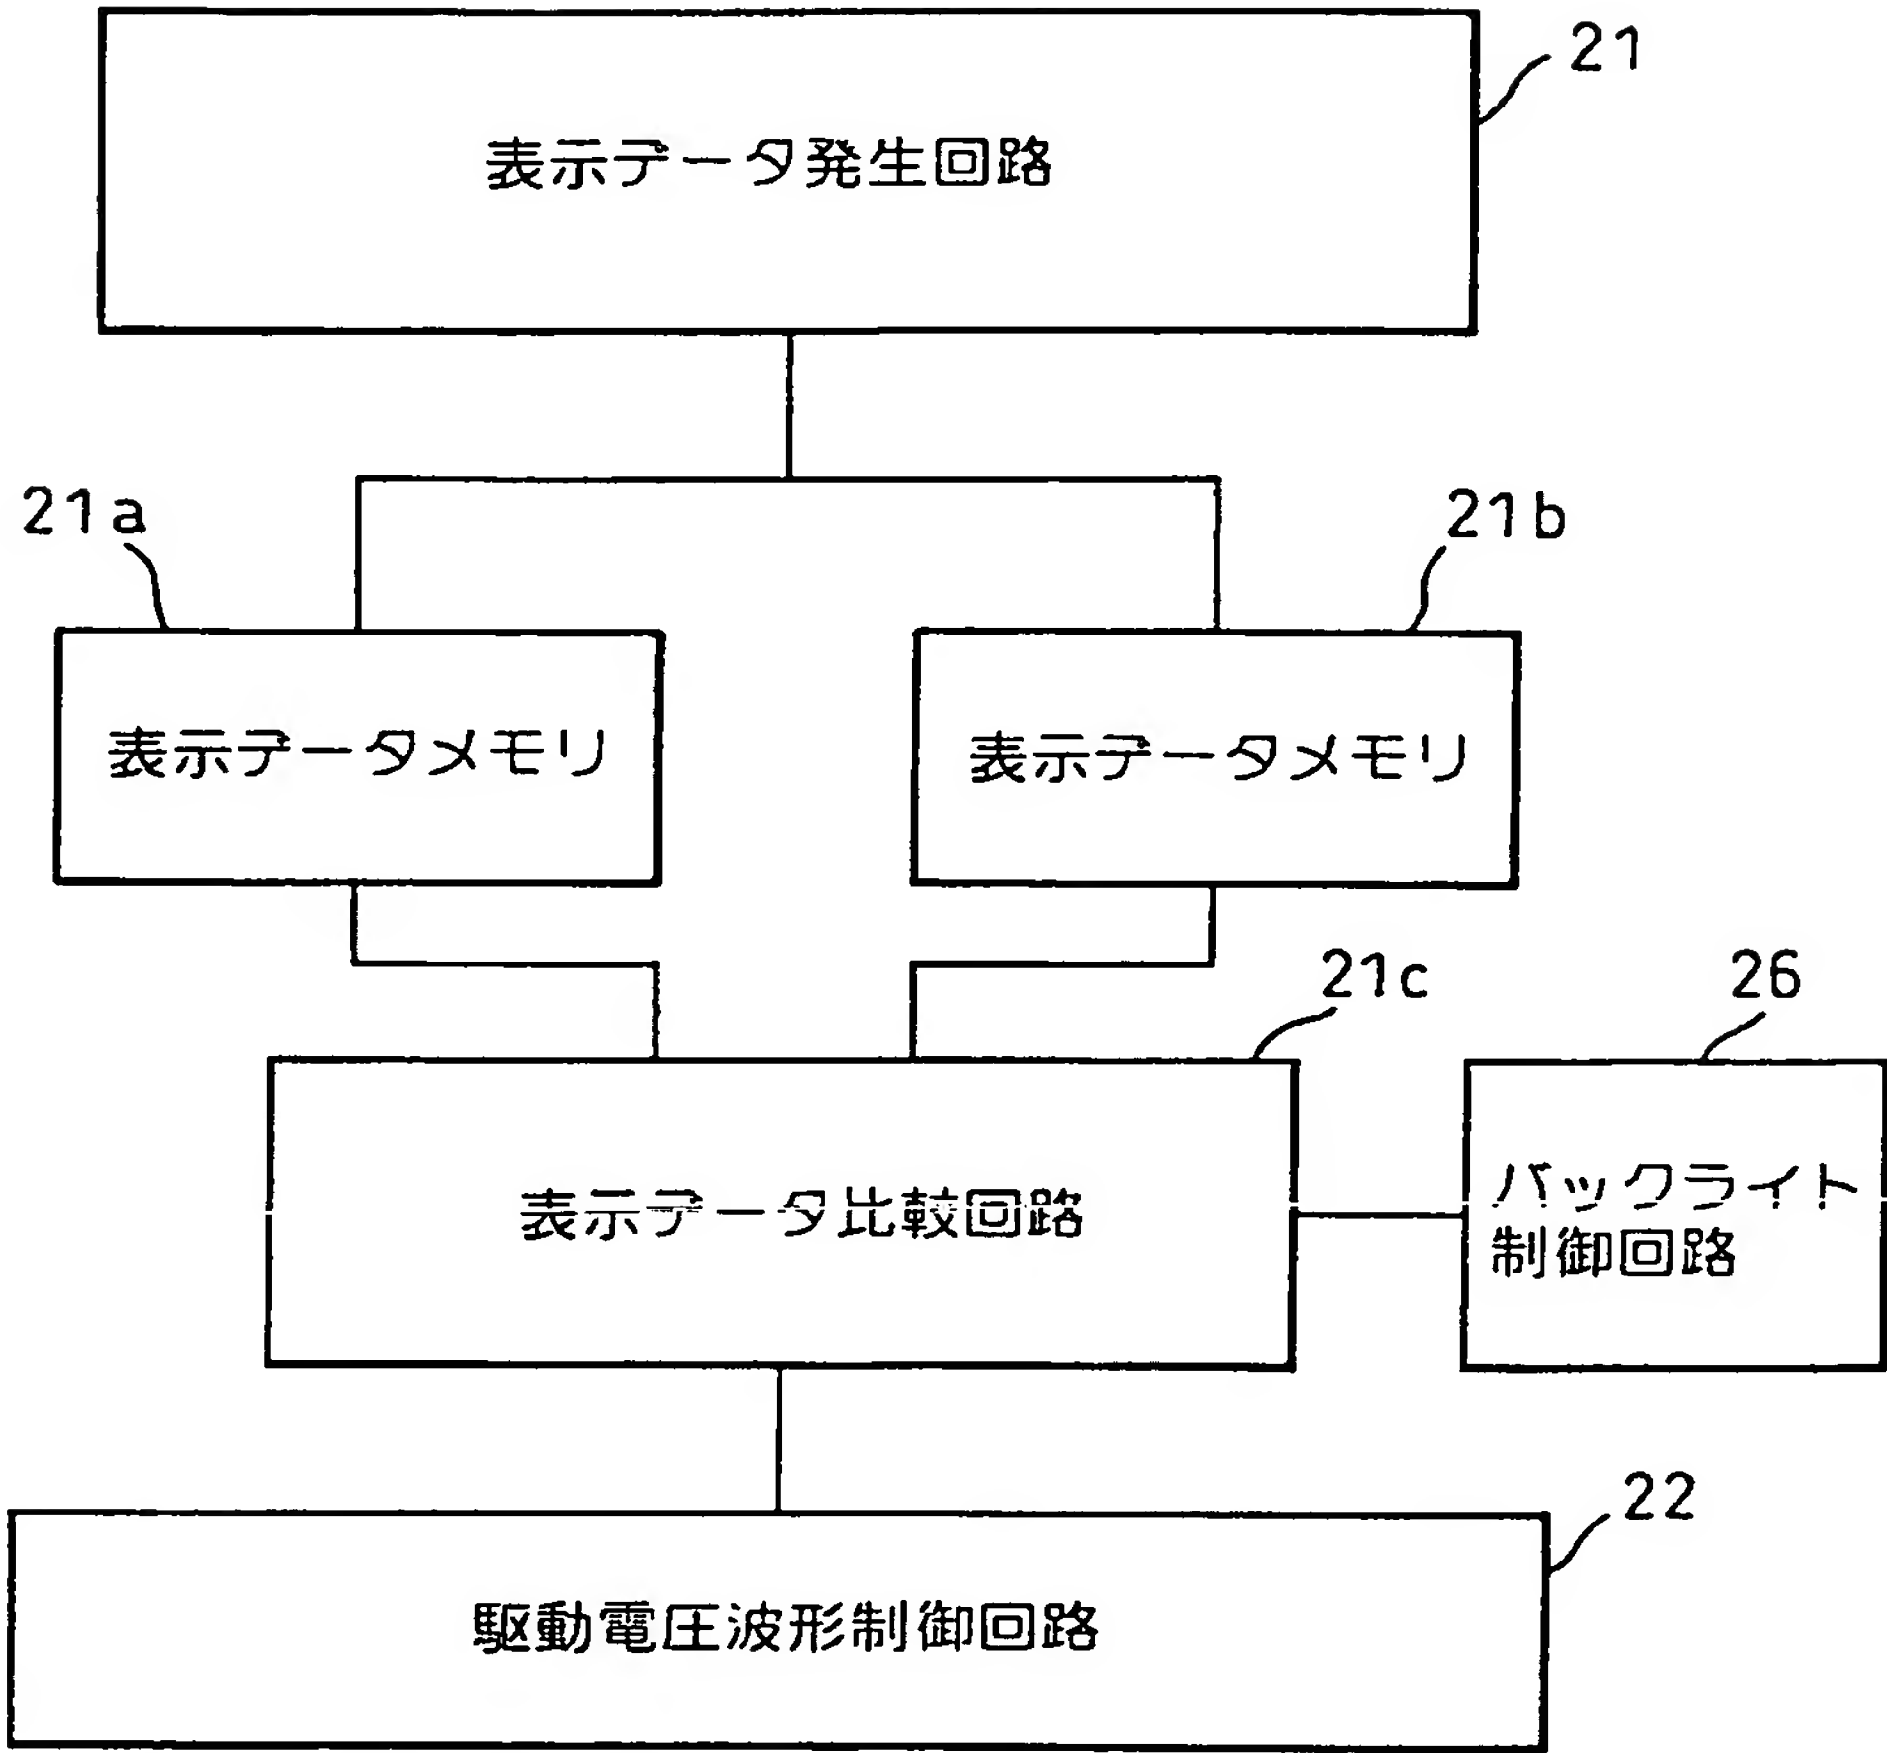 21
表示データ発生回路
21a
21b
表示データメモリ
表示データメモリ
21c
26
表示データ比較回路
バックライト
制御回路
22
駆動電圧波形制御回路